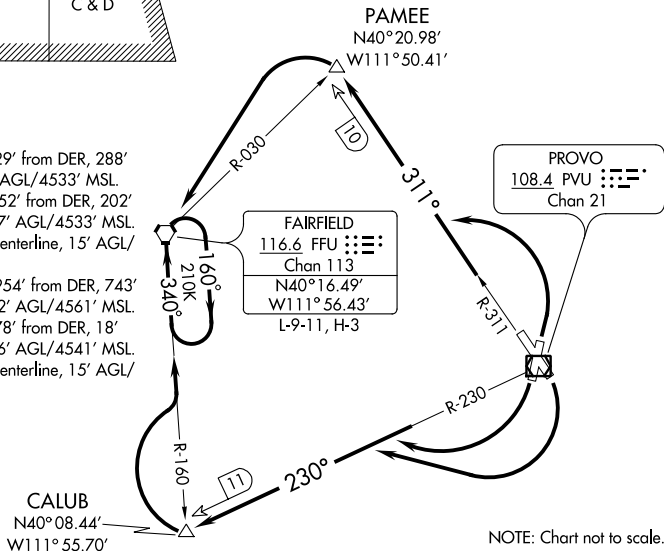 C & D
PAMEE
N40°20.98’
W111°50.41’
10
R-030
311°
29’ from DER, 288’
AGL/4533’ MSL.
52’ from DER, 202’
7’ AGL/4533’ MSL.
enterline, 15’ AGL/
954’ from DER, 743’
2’ AGL/4561’ MSL.
78’ from DER, 18’
6’ AGL/4541’ MSL.
enterline, 15’ AGL/
PROVO
108.4 PVU
Chan 21
FAIRFIELD
116.6 FFU
Chan 113
N40°16.49’
W111°56.43’
L-9-11, H-3
160°
210K
340°
R-311
R-230
R-160
230°
11
CALUB
N40°08.44’
W111°55.70’
NOTE: Chart not to scale.